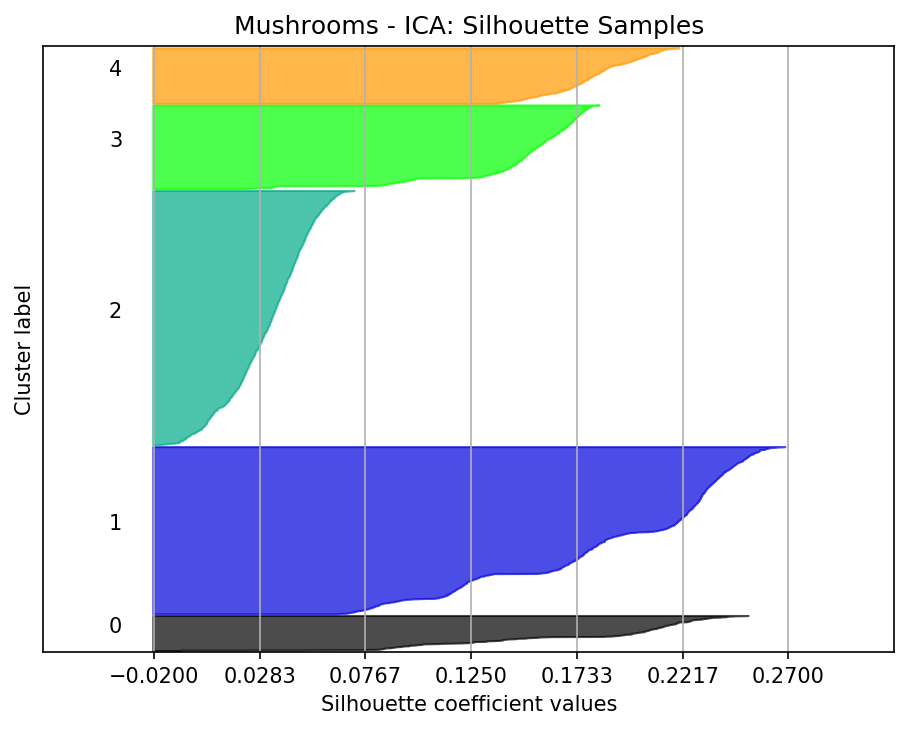 Mushrooms - ICA: Silhouette Samples
4
3
2
1
0
Cluster label
−0.0200 0.0283 0.0767 0.1250 0.1733 0.2217 0.2700
Silhouette coefficient values